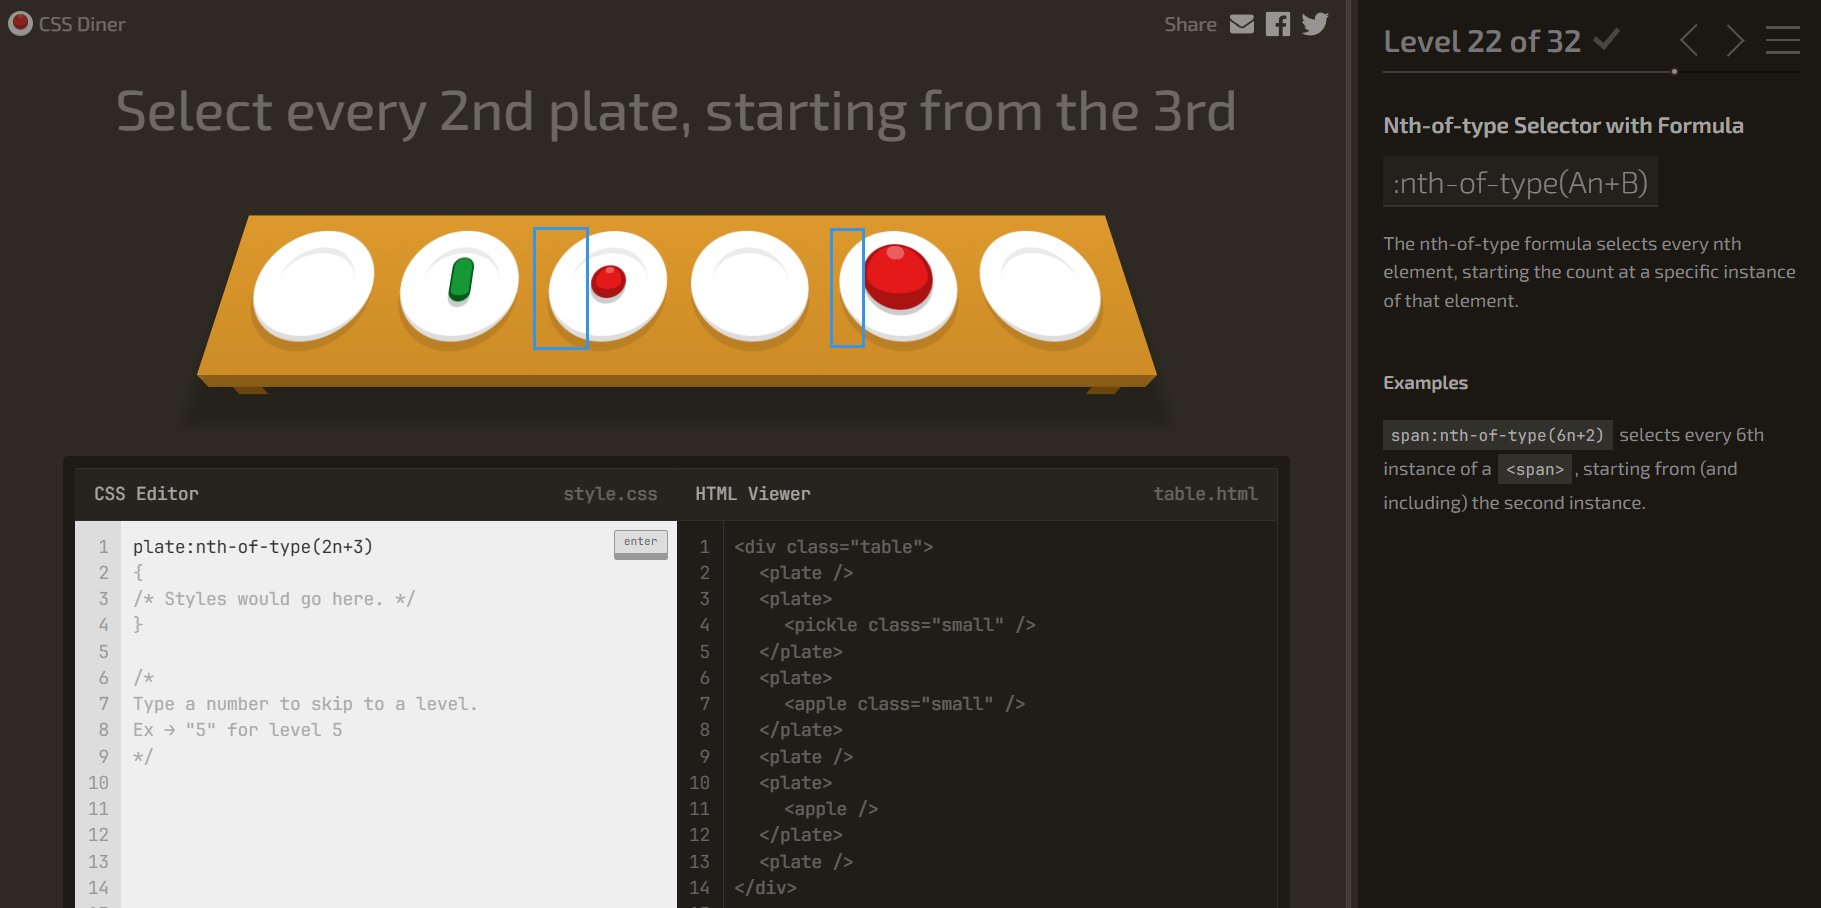 CSS Diner
Share
Select every 2nd plate, starting from the 3rd
CSS Editor
style.css
1 plate:nth-of-type(2n+3)
enter
2 {
3 /* Styles would go here. */
4 }
5
6 /*
7 Type a number to skip to a level.
8 Ex → "5" for level 5
9 */
10
11
12
13
14
HTML Viewer
table.html
1 <div class="table">
2 <plate />
3 <plate>
4 <pickle class="small" />
5 </plate>
6 <plate>
7 <apple class="small" />
8 </plate>
9 <plate />
10 <plate>
11 <apple />
12 </plate>
13 <plate />
14 </div>
Level 22 of 32
Nth-of-type Selector with Formula
:nth-of-type(An+B)
The nth-of-type formula selects every nth
element, starting the count at a specific instance
of that element.
Examples
span:nth-of-type(6n+2) selects every 6th
instance of a <span> , starting from (and
including) the second instance.